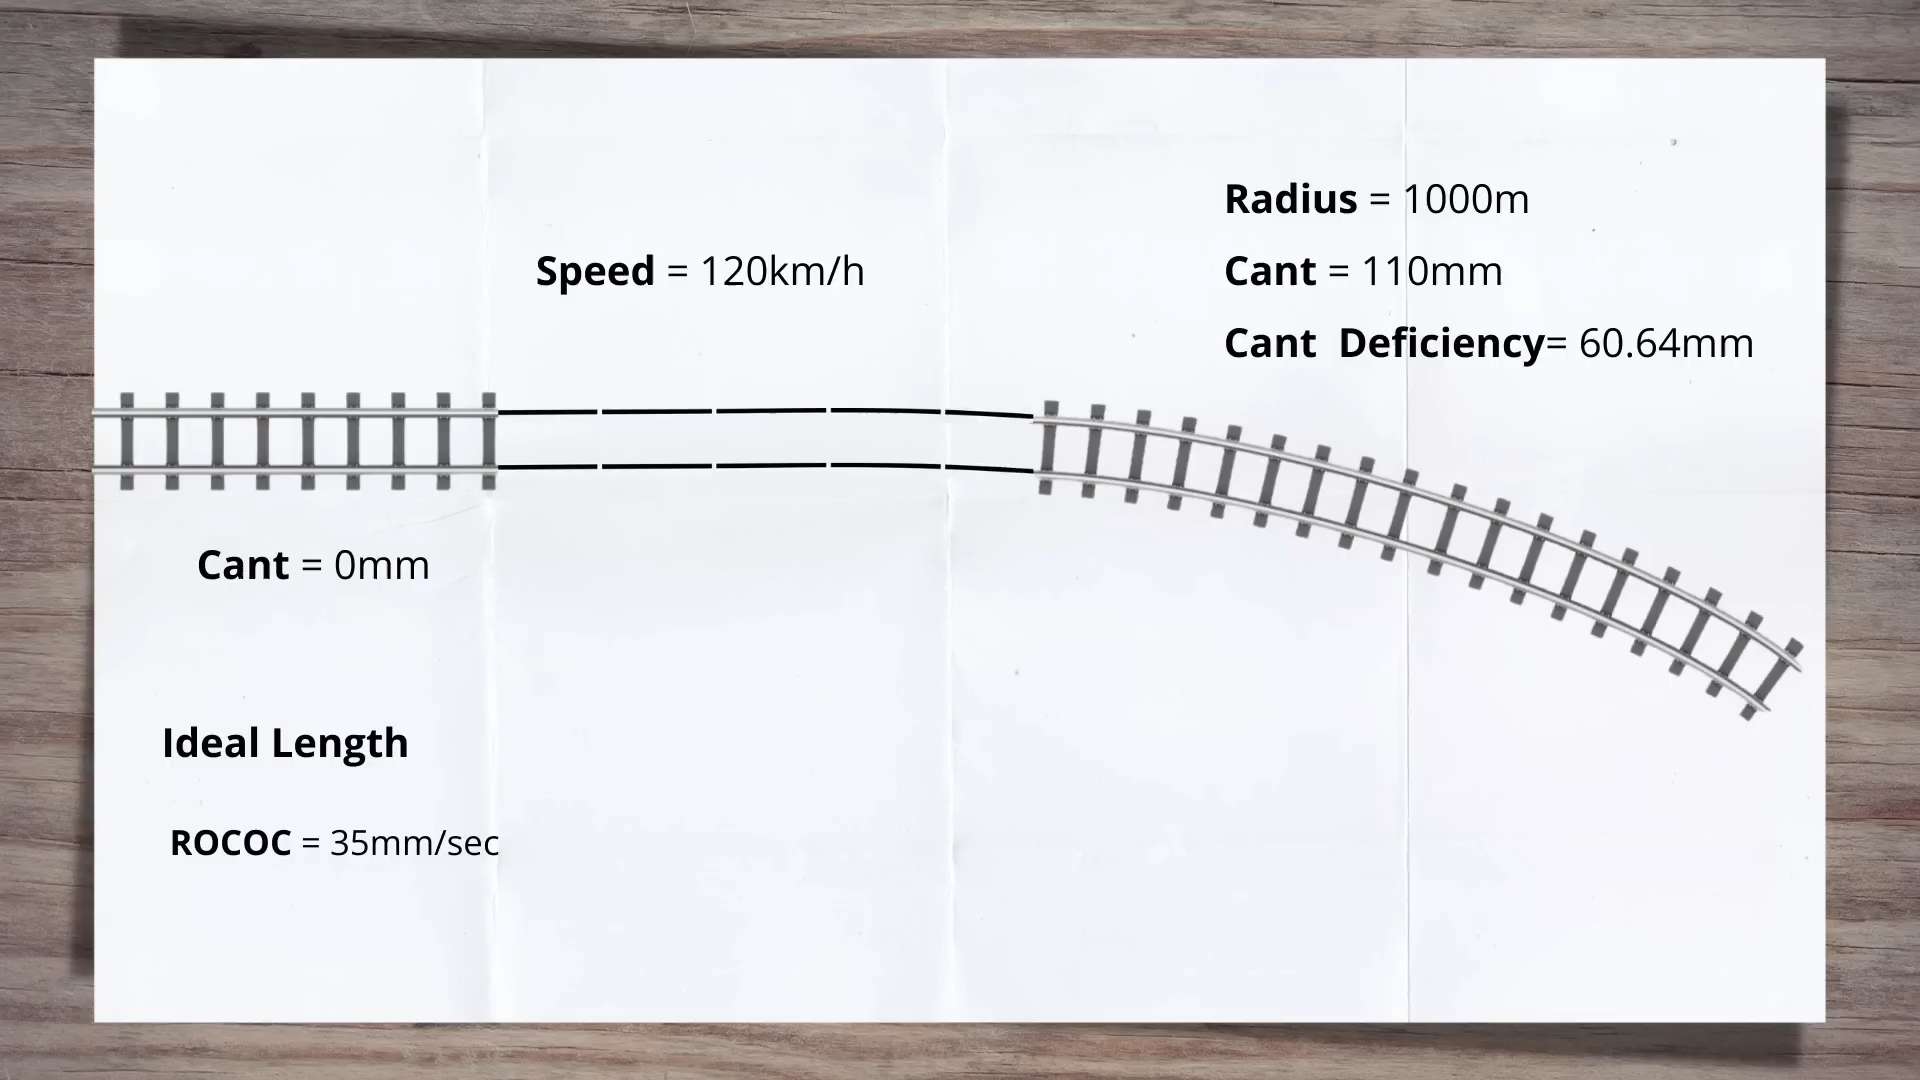 Radius = 1000m
Speed = 120km/h
Cant = 110mm
Cant Deficiency= 60.64mm
Cant = 0mm
Ideal Length
ROCOC = 35mm/sec